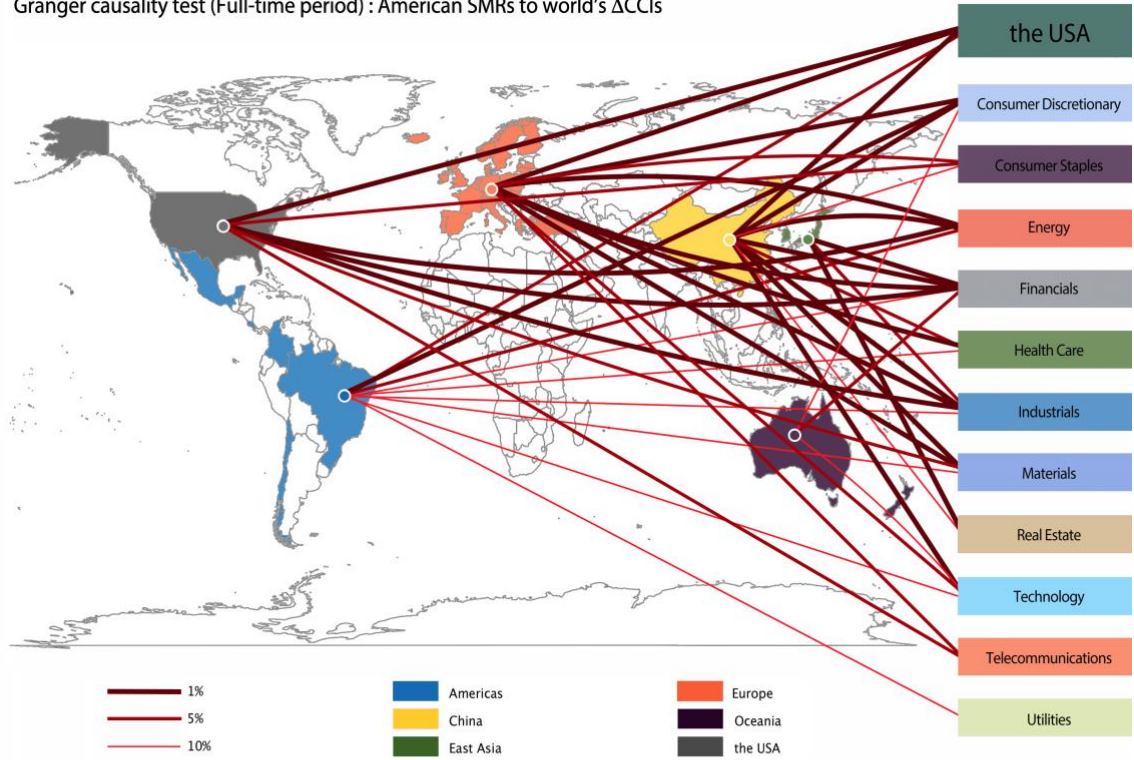 Granger causality test (Full-time period) : American SMRs to world's ΔCCIs
the USA
Consumer Discretionary
Consumer Staples
Energy
Financials
Health Care
Industrials
Materials
Real Estate
Technology
Telecommunications
Utilities
1%
5%
10%
Americas
China
East Asia
Europe
Oceania
the USA